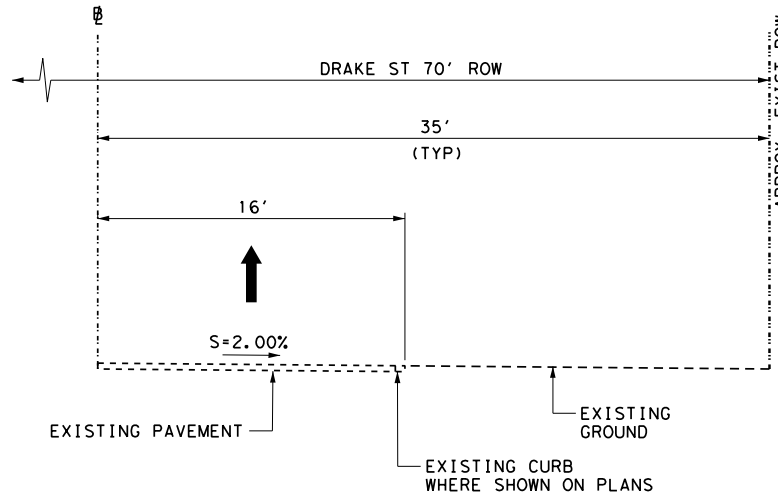 DRAKE ST 70' ROW
35'
(TYP)
16'
S=2.00%
EXISTING PAVEMENT
EXISTING
GROUND
EXISTING CURB
WHERE SHOWN ON PLANS